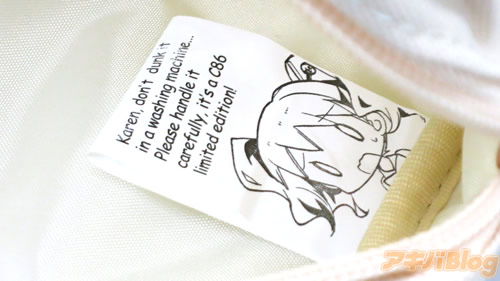 Karen, don't dunk it
in a washing machine...
Please handle it
carefully, it's a C86
limited edition!
アキバBlog